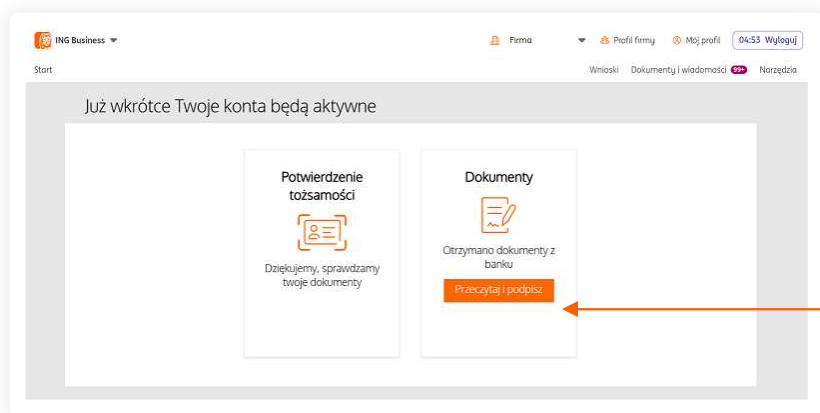 ING Business
Firma
Profil firmy
Mój profil
04:53 Wyloguj
Start
Wnioski
Dokumenty i wiadomości 99+
Narzędzia
Już wkrótce Twoje konta będą aktywne
Potwierdzenie
tożsamości
Dziękujemy, sprawdzamy
twoje dokumenty
Dokumenty
Otrzymano dokumenty z
banku
Przeczytaj i podpisz